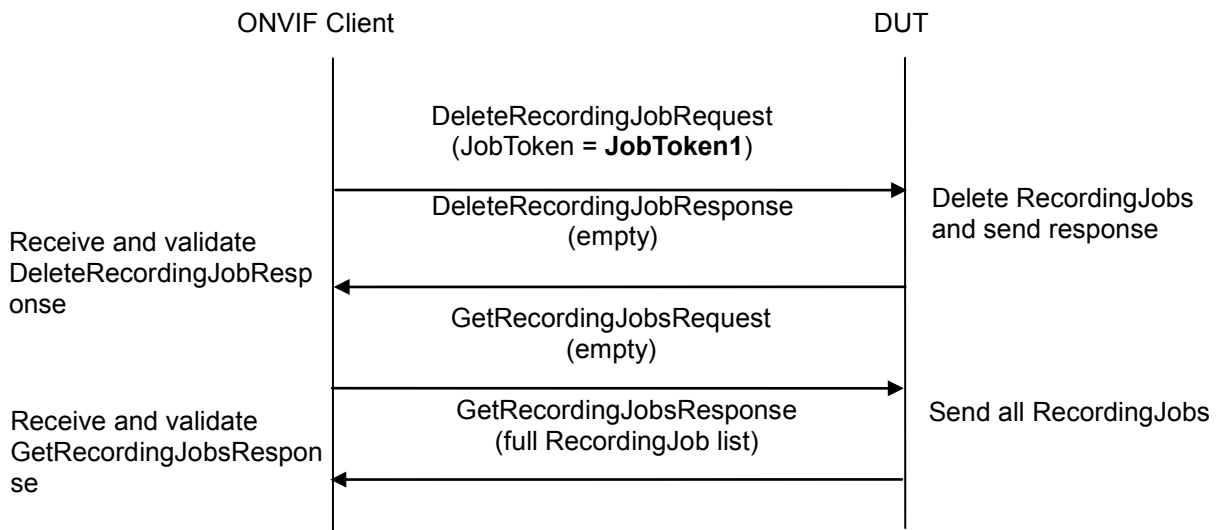 ONVIF Client
DUT
DeleteRecordingJobRequest
(JobToken = JobToken1)
Delete RecordingJobs
and send response
DeleteRecordingJobResponse
(empty)
Receive and validate
DeleteRecordingJobResp
onse
GetRecordingJobsRequest
(empty)
Send all RecordingJobs
GetRecordingJobsResponse
(full RecordingJob list)
Receive and validate
GetRecordingJobsRespon
se